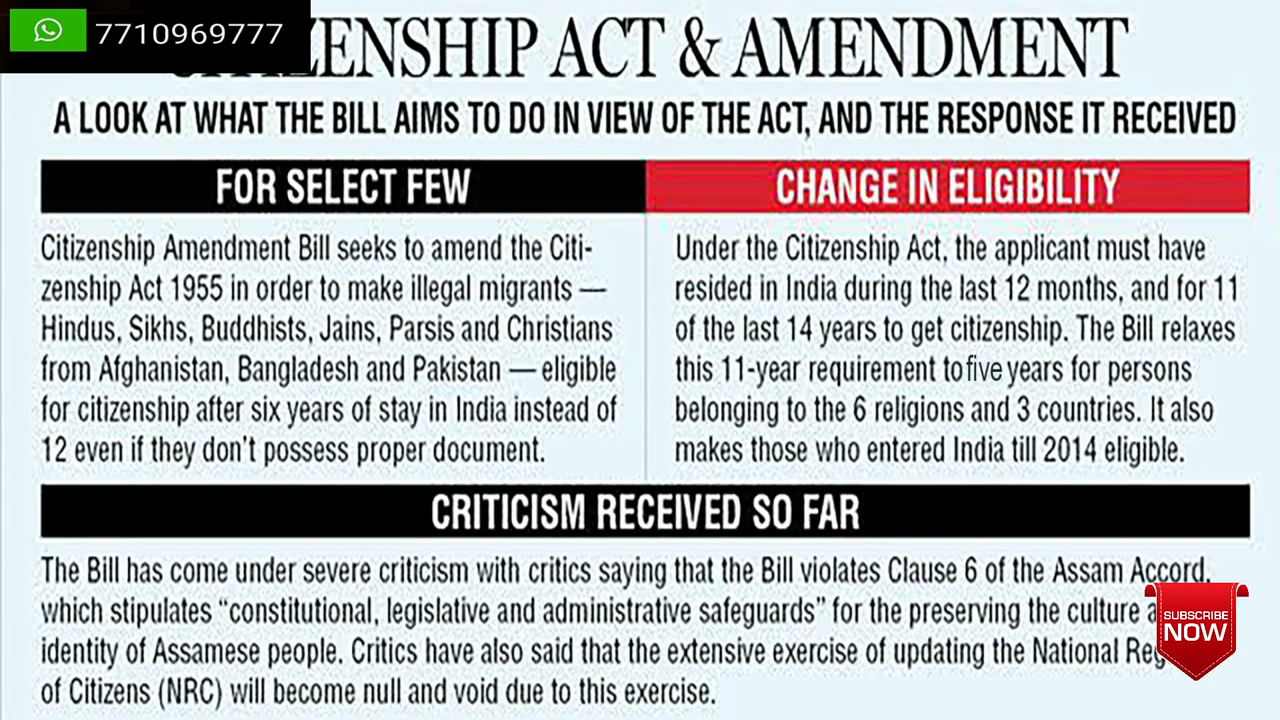 7710969777
ZENSHIP ACT & AMENDMENT
A LOOK AT WHAT THE BILL AIMS TO DO IN VIEW OF THE ACT, AND THE RESPONSE IT RECEIVED
FOR SELECT FEW
Citizenship Amendment Bill seeks to amend the Citi-
zenship Act 1955 in order to make illegal migrants —
Hindus, Sikhs, Buddhists, Jains, Parsis and Christians
from Afghanistan, Bangladesh and Pakistan — eligible
for citizenship after six years of stay in India instead of
12 even if they don't possess proper document.
CHANGE IN ELIGIBILITY
Under the Citizenship Act, the applicant must have
resided in India during the last 12 months, and for 11
of the last 14 years to get citizenship. The Bill relaxes
this 11-year requirement to five years for persons
belonging to the 6 religions and 3 countries. It also
makes those who entered India till 2014 eligible.
CRITICISM RECEIVED SO FAR
The Bill has come under severe criticism with critics saying that the Bill violates Clause 6 of the Assam Accord,
which stipulates “constitutional, legislative and administrative safeguards” for the preserving the culture
identity of Assamese people. Critics have also said that the extensive exercise of updating the National
of Citizens (NRC) will become null and void due to this exercise.
SUBSCRIBE
NOW